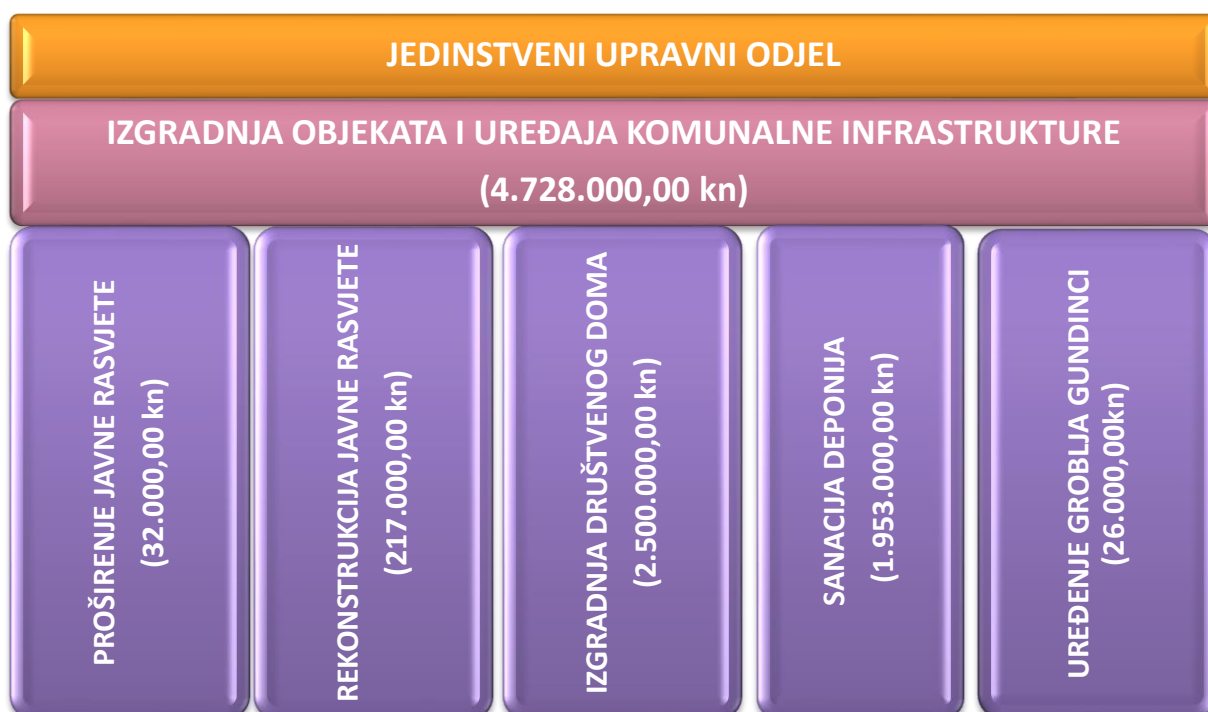 JEDINSTVENI UPRAVNI ODJEL
IZGRADNJA OBJEKATA I UREĐAJA KOMUNALNE INFRASTRUKTURE
(4.728.000,00 kn)
PROŠIRENJE JAVNE RASVJETE
(32.000,00 kn)
REKONSTRUKCIJA JAVNE RASVJETE
(217.000,00 kn)
IZGRADNJA DRUŠTVENOG DOMA
(2.500.000,00 kn)
SANACIJA DEPONIJA
(1.953.000,00 kn)
UREĐENJE GROBLJA GUNDINCI
(26.000,00kn)